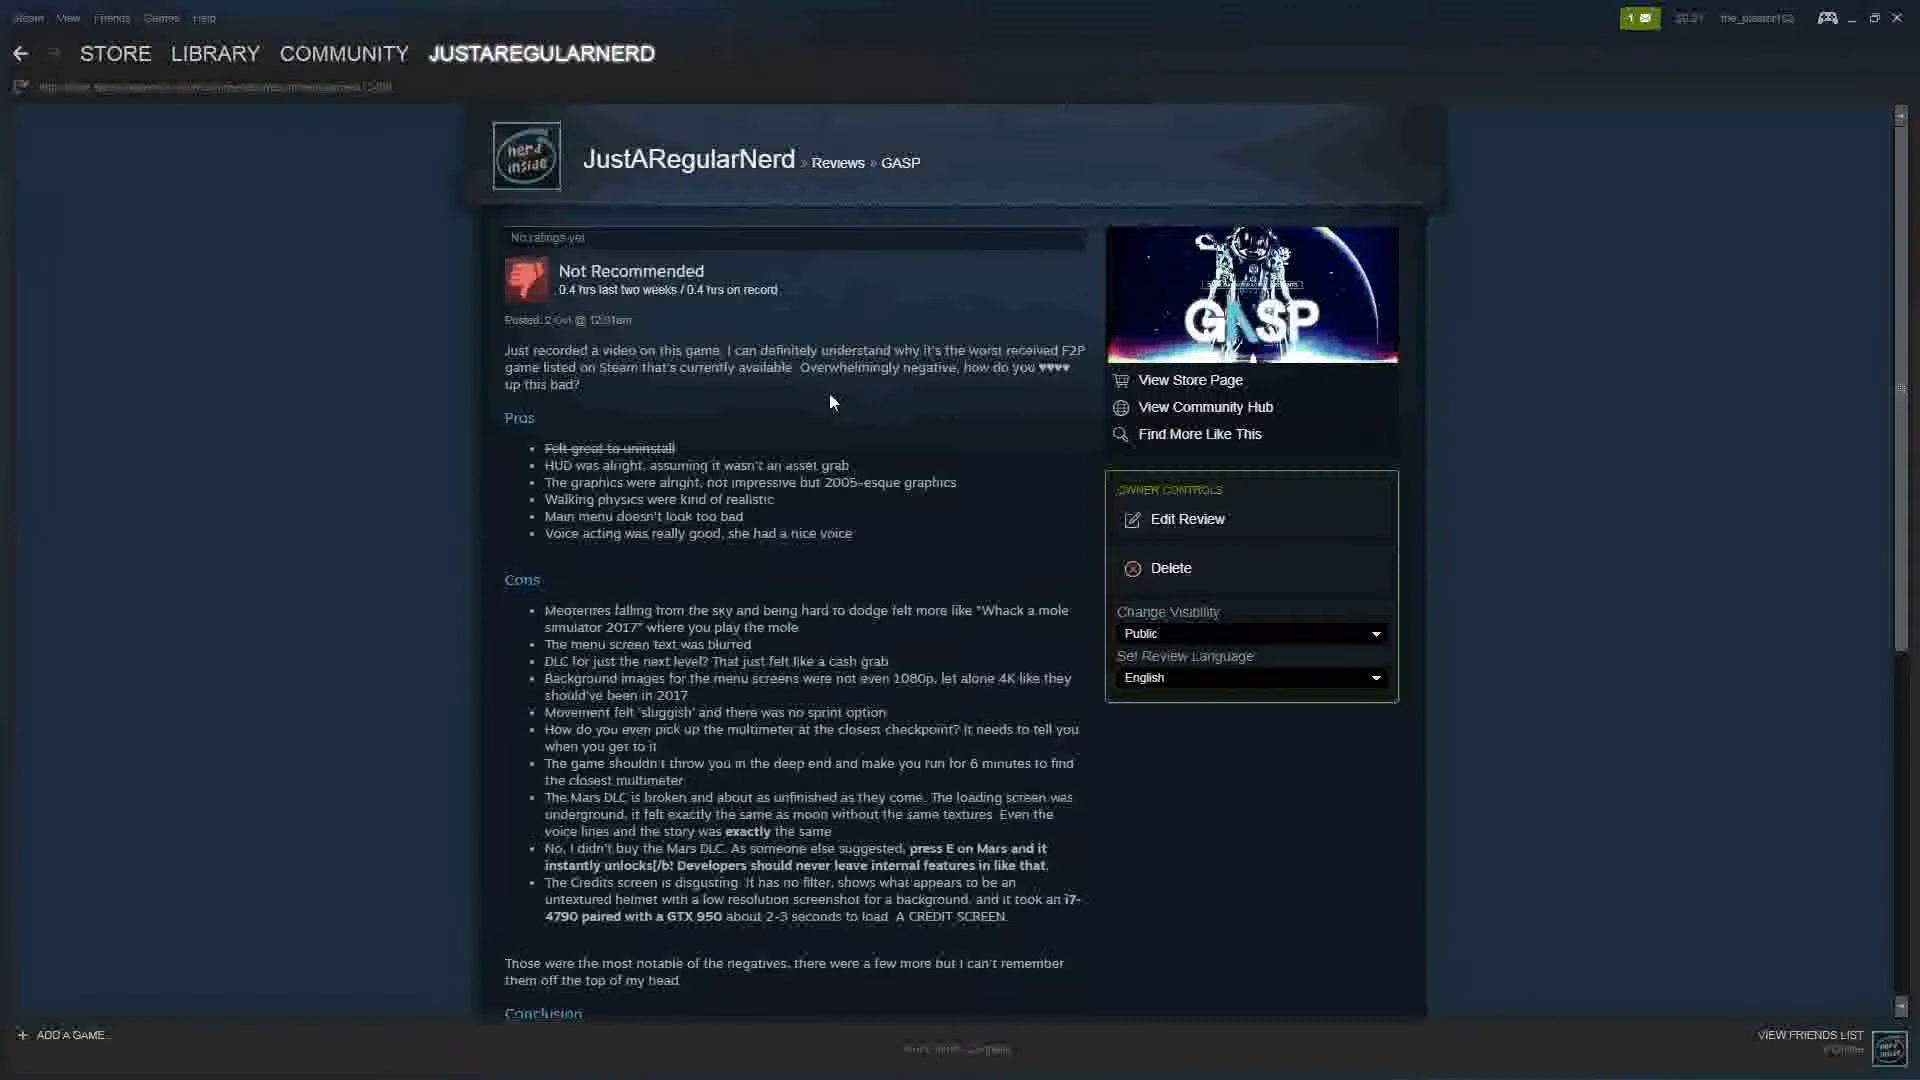 Steam View Friends Games Help
1
STORE LIBRARY COMMUNITY JUSTAREGULARNERD
nerd
inside
JustARegularNerd » Reviews » GASP
No ratings yet
Not Recommended
0.4 hrs last two weeks / 0.4 hrs on record
Posted: 2 Oct @ 12:31am
Just recorded a video on this game. I can definitely understand why it's the worst received F2P
game listed on Steam that's currently available. Overwhelmingly negative, how do you ♥♥♥♥
up this bad?
Pros
Felt great to uninstall
HUD was alright, assuming it wasn't an asset grab
The graphics were alright, not impressive but 2005-esque graphics
Walking physics were kind of realistic
Main menu doesn't look too bad
Voice acting was really good, she had a nice voice
Cons
Meoterites falling from the sky and being hard to dodge felt more like "Whack a mole
simulator 2017" where you play the mole
The menu screen text was blurred
DLC for just the next level? That just felt like a cash grab
Background images for the menu screens were not even 1080p, let alone 4K like they
should've been in 2017
Movement felt 'sluggish' and there was no sprint option
How do you even pick up the multimeter at the closest checkpoint? It needs to tell you
when you get to it
The game shouldn't throw you in the deep end and make you run for 6 minutes to find
the closest multimeter
The Mars DLC is broken and about as unfinished as they come. The loading screen was
underground, it felt exactly the same as moon without the same textures. Even the
voice lines and the story was exactly the same
No, I didn't buy the Mars DLC. As someone else suggested, press E on Mars and it
instantly unlocks[/b! Developers should never leave internal features in like that.
The Credits screen is disgusting. It has no filter, shows what appears to be an
untextured helmet with a low resolution screenshot for a background, and it took an i7-
4790 paired with a GTX 950 about 2-3 seconds to load. A CREDIT SCREEN.
Those were the most notable of the negatives, there were a few more but I can't remember
them off the top of my head.
Conclusion
GASP
View Store Page
View Community Hub
Find More Like This
OWNER CONTROLS
Edit Review
Delete
Change Visibility
Public
Set Review Language
English
+ ADD A GAME...
VIEW FRIENDS LIST
Online
nerd
inside